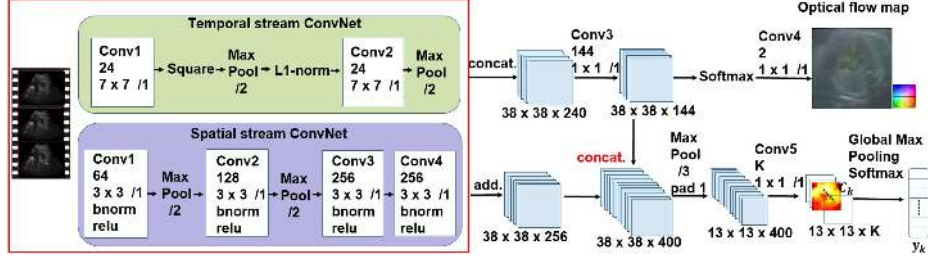 Temporal stream ConvNet
Conv1
24
7 x 7 /1
Square
Max
Pool
/2
L1-norm
Conv2
24
7 x 7 /1
Max
Pool
/2
Spatial stream ConvNet
Conv1
64
3 x 3 /1
bnorm
relu
Max
Pool
/2
Conv2
128
3 x 3 /1
bnorm
relu
Max
Pool
/2
Conv3
256
3 x 3 /1
bnorm
relu
Conv4
256
3 x 3 /1
bnorm
relu
concat.
38 x 38 x 240
Conv3
144
1 x 1 /1
38 x 38 x 144
Softmax
Conv4
2
1 x 1 /1
Optical flow map
add.
38 x 38 x 256
concat.
38 x 38 x 400
Max
Pool
/3
pad 1
13 x 13 x 400
Conv5
K
1 x 1 /1
C_k
13 x 13 x K
Global Max
Pooling
Softmax
y_k